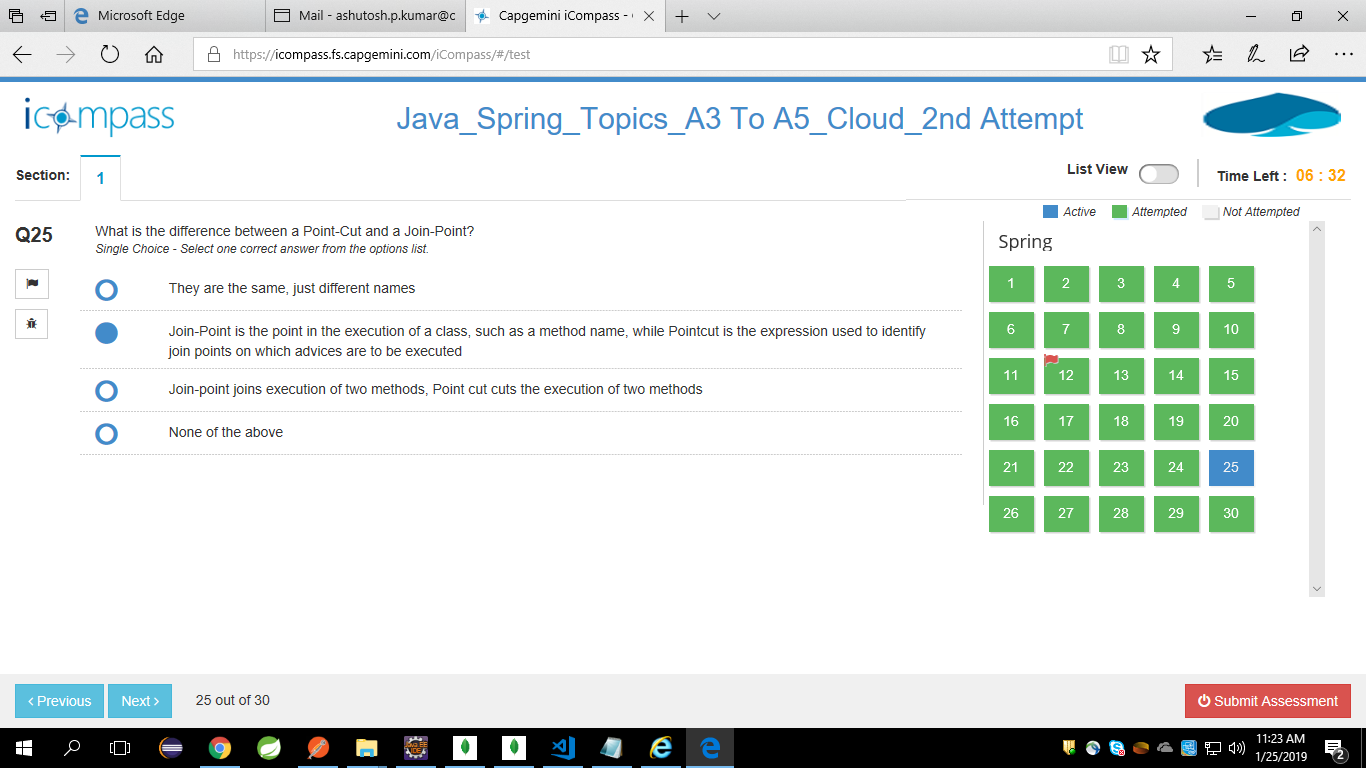 Microsoft Edge
Mail - ashutosh.p.kumar@c
Capgemini iCompass -
https://icompass.fs.capgemini.com/iCompass/#/test
icompass
Java_Spring_Topics_A3 To A5_Cloud_2nd Attempt
Section:
1
List View
Time Left : 06 : 32
Active Attempted Not Attempted
Q25
What is the difference between a Point-Cut and a Join-Point?
Single Choice - Select one correct answer from the options list.
They are the same, just different names
Join-Point is the point in the execution of a class, such as a method name, while Pointcut is the expression used to identify
join points on which advices are to be executed
Join-point joins execution of two methods, Point cut cuts the execution of two methods
None of the above
Spring
1 2 3 4 5
6 7 8 9 10
11 12 13 14 15
16 17 18 19 20
21 22 23 24 25
26 27 28 29 30
‹ Previous
Next ›
25 out of 30
Submit Assessment
11:23 AM
1/25/2019
2